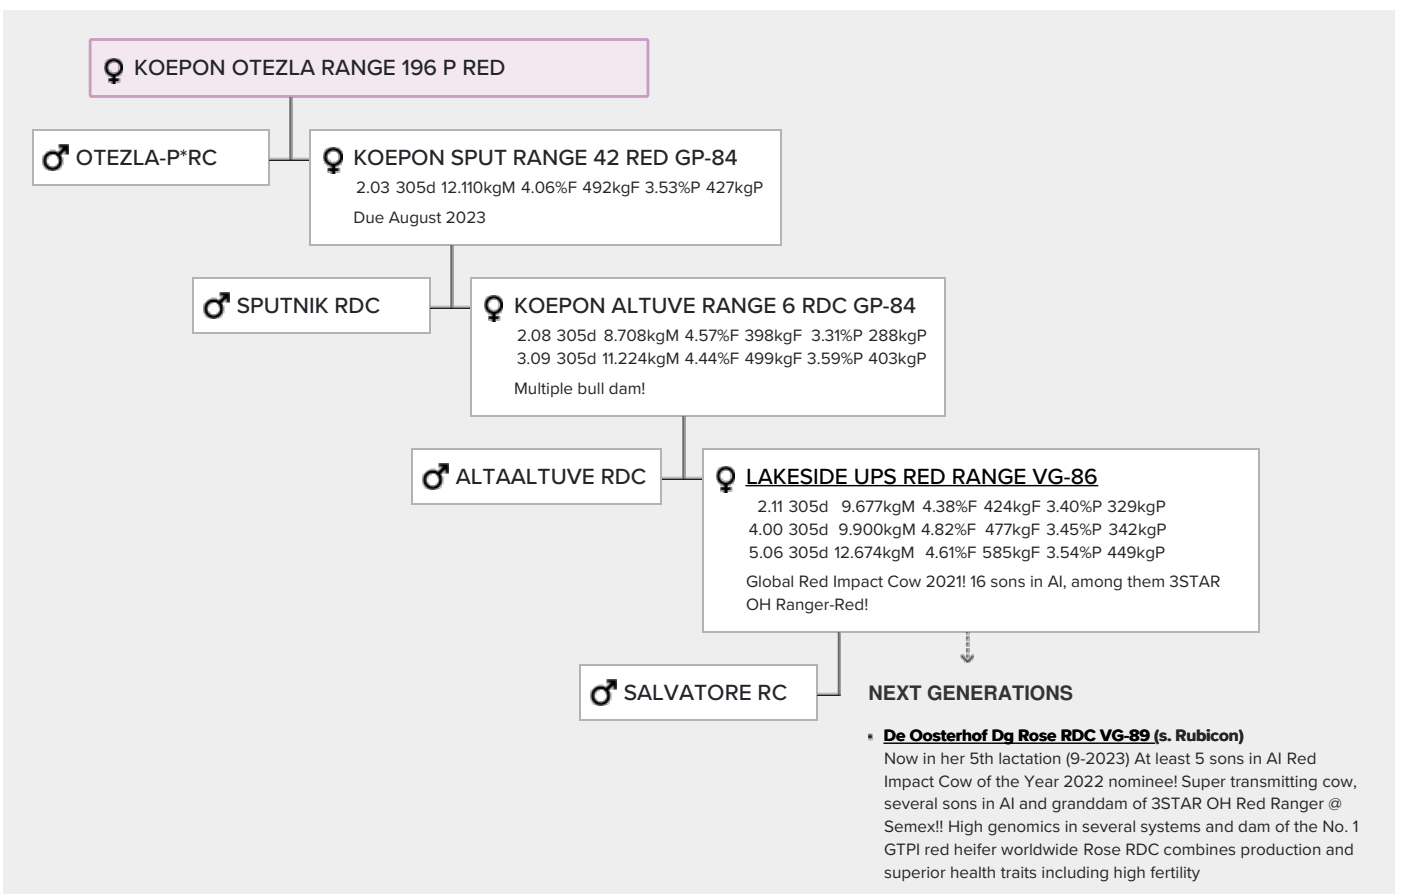 KOEPON OTEZLA RANGE 196 P RED
OTEZLA-P*RC
KOEPON SPUT RANGE 42 RED GP-84
2.03 305d 12.110kgM 4.06%F 492kgF 3.53%P 427kgP
Due August 2023
SPUTNIK RDC
KOEPON ALTUVE RANGE 6 RDC GP-84
2.08 305d 8.708kgM 4.57%F 398kgF 3.31%P 288kgP
3.09 305d 11.224kgM 4.44%F 499kgF 3.59%P 403kgP
Multiple bull dam!
ALTAALTUVE RDC
LAKESIDE UPS RED RANGE VG-86
2.11 305d 9.677kgM 4.38%F 424kgF 3.40%P 329kgP
4.00 305d 9.900kgM 4.82%F 477kgF 3.45%P 342kgP
5.06 305d 12.674kgM 4.61%F 585kgF 3.54%P 449kgP
Global Red Impact Cow 2021! 16 sons in AI, among them 3STAR
OH Ranger-Red!
SALVATORE RC
NEXT GENERATIONS
▪ De Oosterhof Dg Rose RDC VG-89 (s. Rubicon)
Now in her 5th lactation (9-2023) At least 5 sons in AI Red
Impact Cow of the Year 2022 nominee! Super transmitting cow,
several sons in AI and granddam of 3STAR OH Red Ranger @
Semex!! High genomics in several systems and dam of the No. 1
GTPI red heifer worldwide Rose RDC combines production and
superior health traits including high fertility